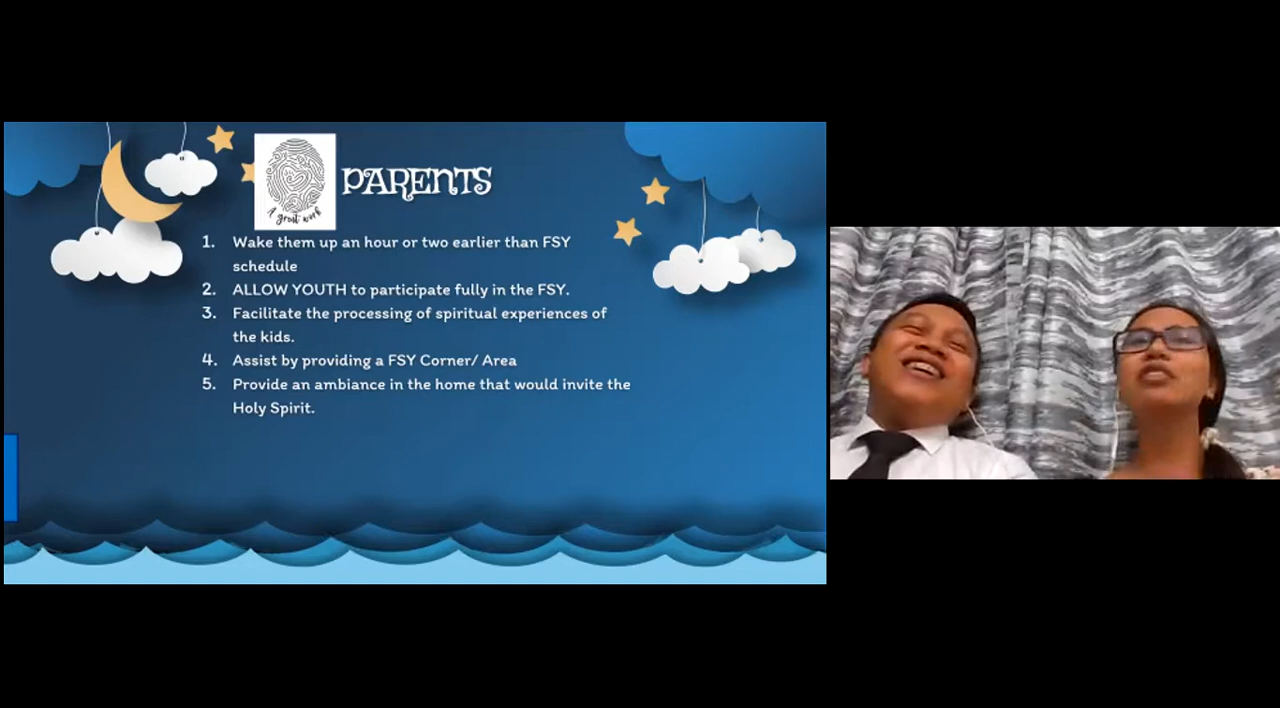 A great work
PARENTS
1. Wake them up an hour or two earlier than FSY
schedule
2. ALLOW YOUTH to participate fully in the FSY.
3. Facilitate the processing of spiritual experiences of
the kids.
4. Assist by providing a FSY Corner/ Area
5. Provide an ambiance in the home that would invite the
Holy Spirit.